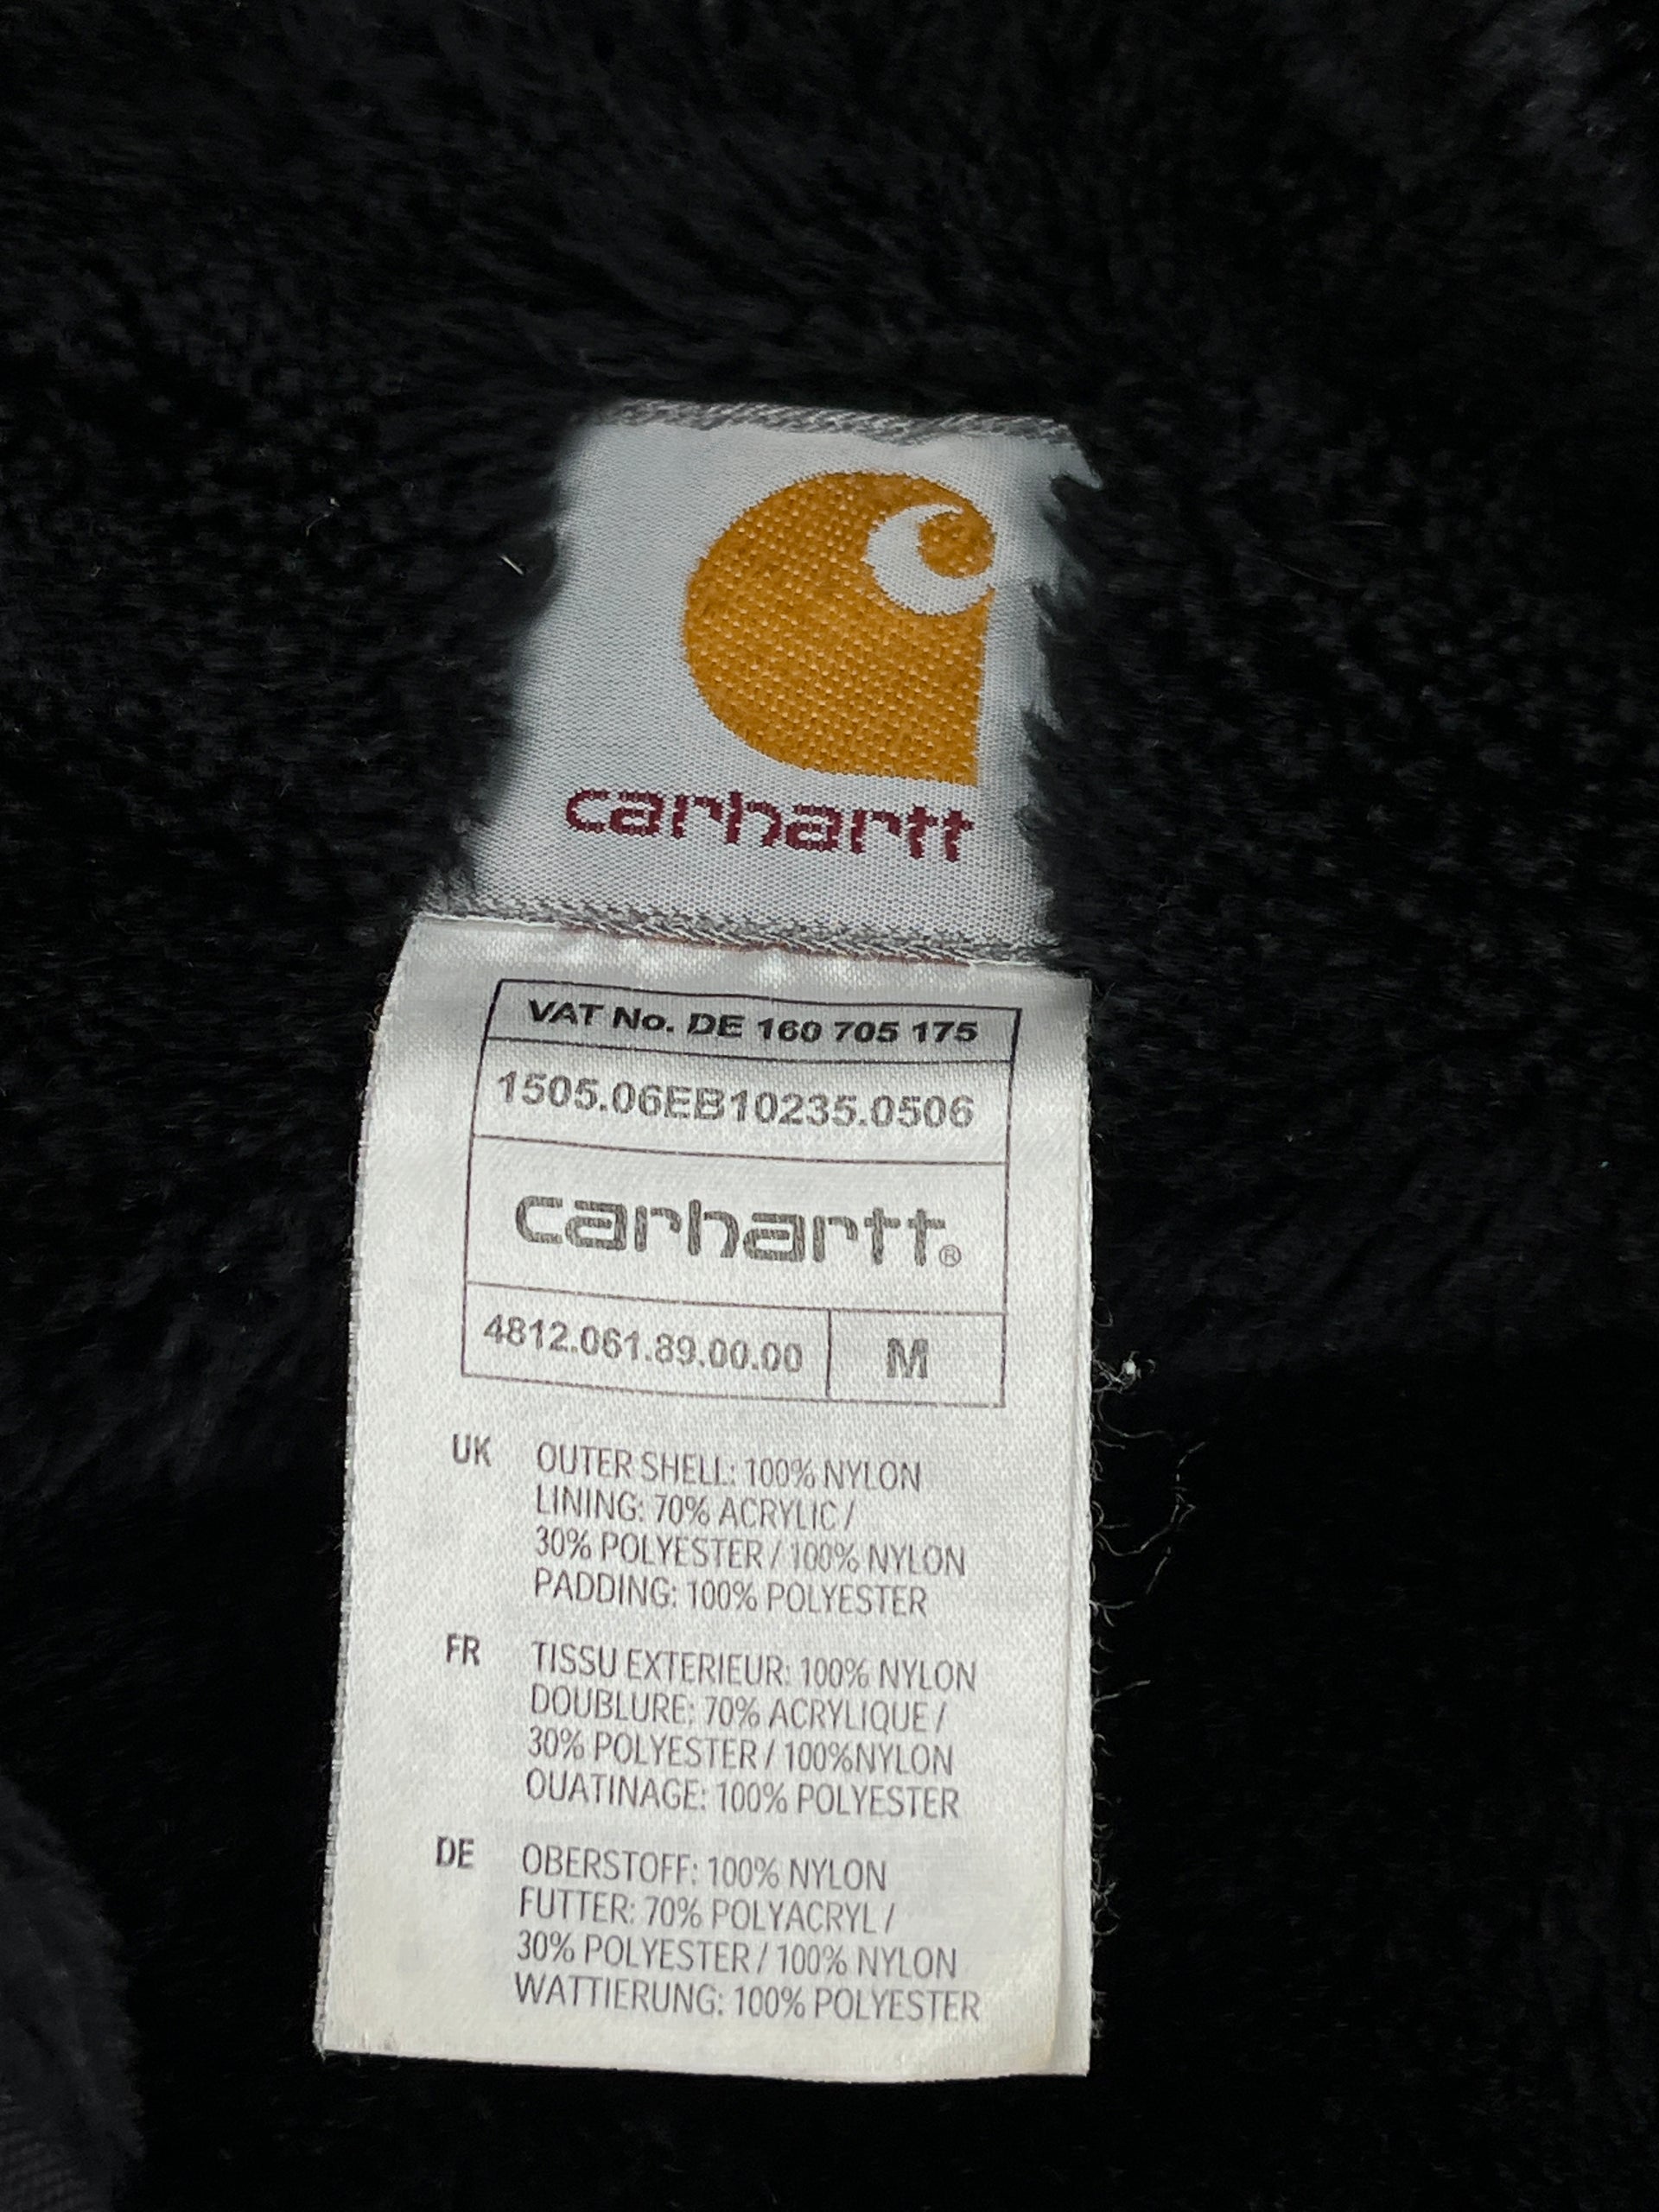 carhartt
VAT No. DE 160 705 175
1505.06EB10235.0506
carhartt®
4812.061.89.00.00 M
UK OUTER SHELL: 100% NYLON
LINING: 70% ACRYLIC /
30% POLYESTER / 100% NYLON
PADDING: 100% POLYESTER
FR TISSU EXTERIEUR: 100% NYLON
DOUBLURE: 70% ACRYLIQUE /
30% POLYESTER / 100%NYLON
OUATINAGE: 100% POLYESTER
DE OBERSTOFF: 100% NYLON
FUTTER: 70% POLYACRYL /
30% POLYESTER / 100% NYLON
WATTIERUNG: 100% POLYESTER